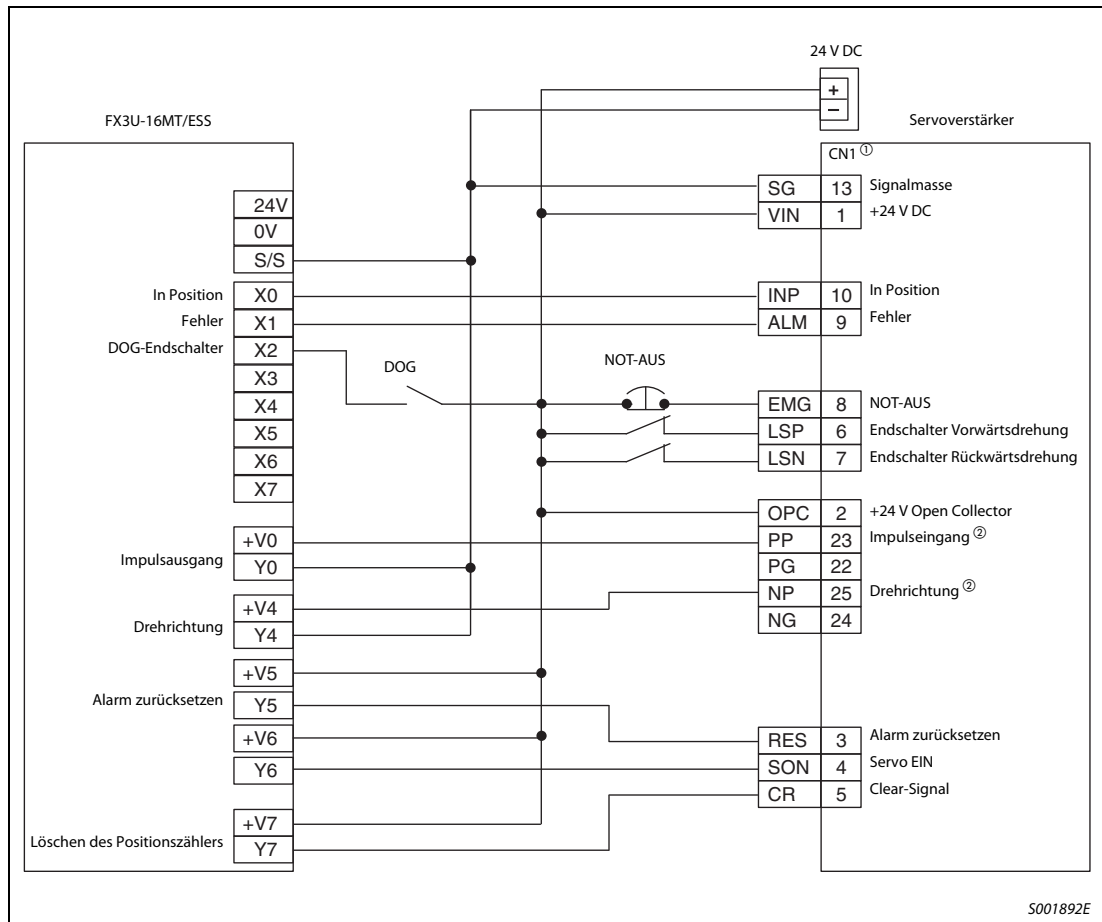 24 V DC
+
–
FX3U-16MT/ESS
Servoverstärker
CN1 ①
24V
0V
S/S
In Position X0
Fehler X1
DOG-Endschalter X2
X3
X4
X5
X6
X7
DOG
NOT-AUS
Impulsausgang
+V0
Y0
Drehrichtung
+V4
Y4
+V5
Alarm zurücksetzen Y5
+V6
Y6
+V7
Löschen des Positionszählers Y7
SG 13 Signalmasse
VIN 1 +24 V DC
INP 10 In Position
ALM 9 Fehler
EMG 8 NOT-AUS
LSP 6 Endschalter Vorwärtsdrehung
LSN 7 Endschalter Rückwärtsdrehung
OPC 2 +24 V Open Collector
PP 23 Impulseingang ②
PG 22
NP 25 Drehrichtung ②
NG 24
RES 3 Alarm zurücksetzen
SON 4 Servo EIN
CR 5 Clear-Signal
S001892E